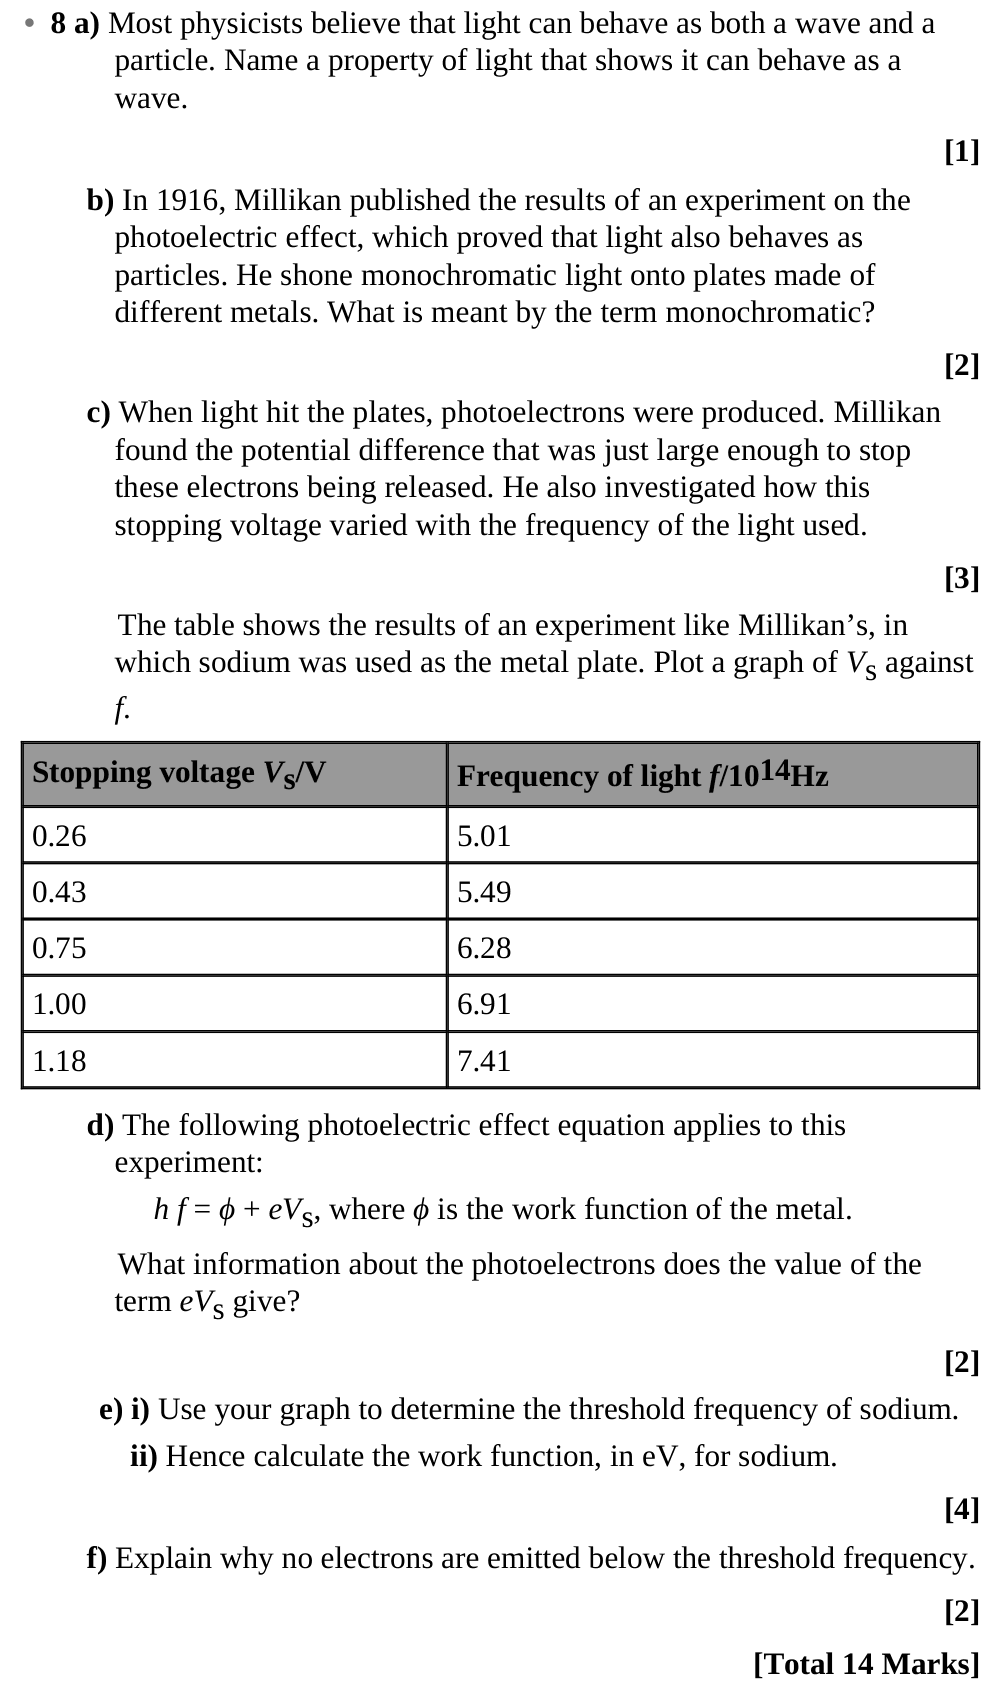 • 8 a) Most physicists believe that light can behave as both a wave and a
particle. Name a property of light that shows it can behave as a
wave.
[1]
b) In 1916, Millikan published the results of an experiment on the
photoelectric effect, which proved that light also behaves as
particles. He shone monochromatic light onto plates made of
different metals. What is meant by the term monochromatic?
[2]
c) When light hit the plates, photoelectrons were produced. Millikan
found the potential difference that was just large enough to stop
these electrons being released. He also investigated how this
stopping voltage varied with the frequency of the light used.
[3]
The table shows the results of an experiment like Millikan’s, in
which sodium was used as the metal plate. Plot a graph of Vs against
f.
Stopping voltage Vs/V Frequency of light f/10¹⁴Hz
0.26 5.01
0.43 5.49
0.75 6.28
1.00 6.91
1.18 7.41
d) The following photoelectric effect equation applies to this
experiment:
h f = ϕ + eVs, where ϕ is the work function of the metal.
What information about the photoelectrons does the value of the
term eVs give?
[2]
e) i) Use your graph to determine the threshold frequency of sodium.
ii) Hence calculate the work function, in eV, for sodium.
[4]
f) Explain why no electrons are emitted below the threshold frequency.
[2]
[Total 14 Marks]